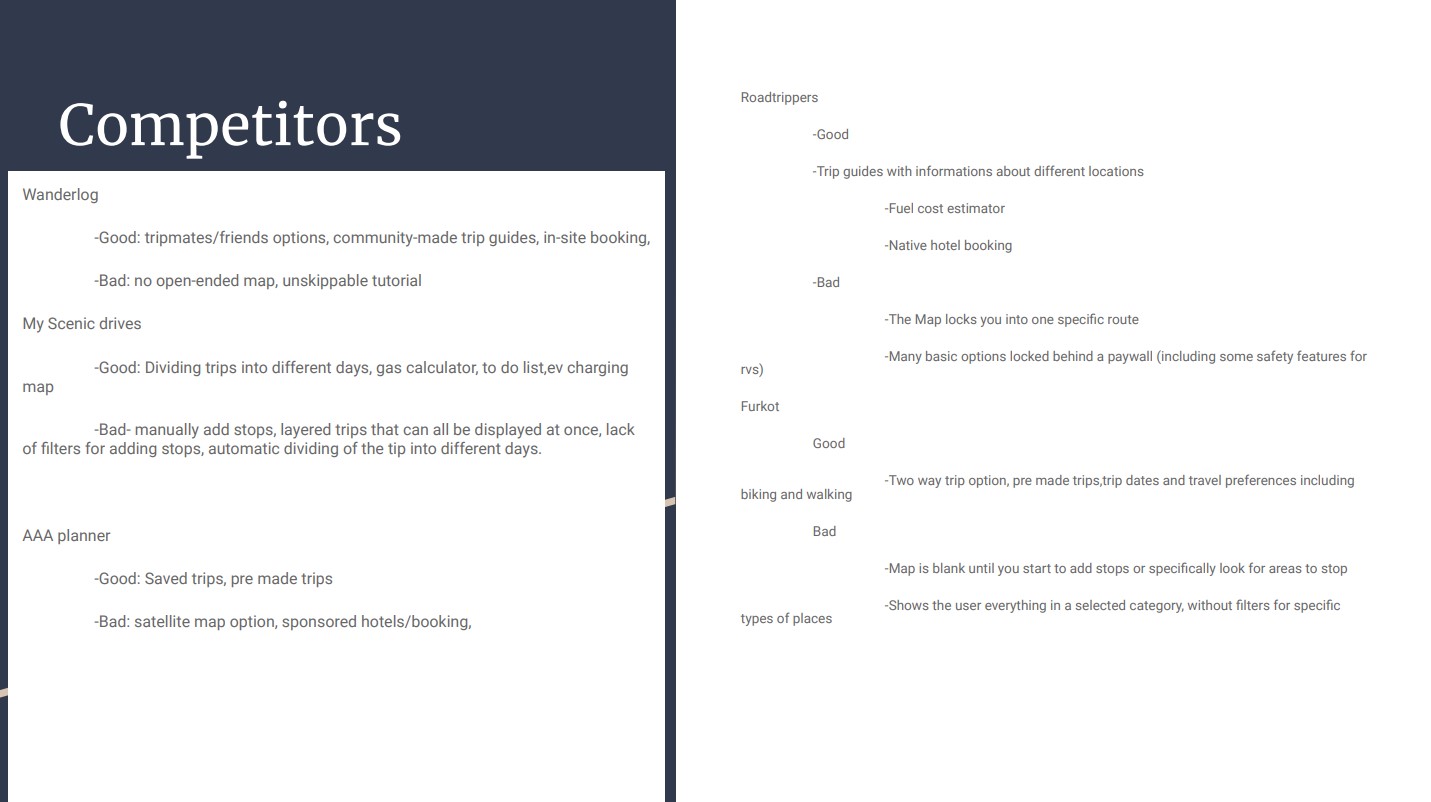 Competitors
Wanderlog
-Good: tripmates/friends options, community-made trip guides, in-site booking,
-Bad: no open-ended map, unskippable tutorial
My Scenic drives
-Good: Dividing trips into different days, gas calculator, to do list,ev charging
map
-Bad- manually add stops, layered trips that can all be displayed at once, lack
of filters for adding stops, automatic dividing of the tip into different days.
AAA planner
-Good: Saved trips, pre made trips
-Bad: satellite map option, sponsored hotels/booking,
Roadtrippers
-Good
-Trip guides with informations about different locations
-Fuel cost estimator
-Native hotel booking
-Bad
-The Map locks you into one specific route
-Many basic options locked behind a paywall (including some safety features for
rvs)
Furkot
Good
-Two way trip option, pre made trips,trip dates and travel preferences including
biking and walking
Bad
-Map is blank until you start to add stops or specifically look for areas to stop
-Shows the user everything in a selected category, without filters for specific
types of places